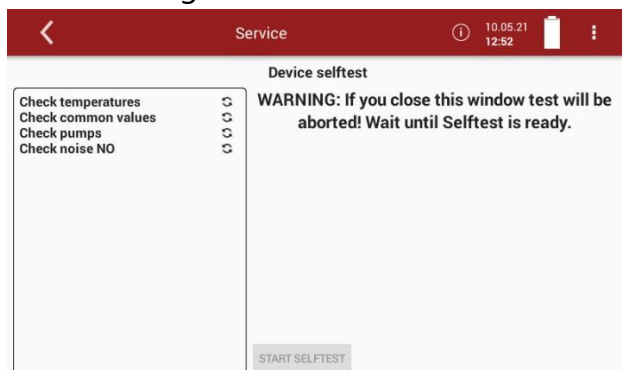 Service
10.05.21
12:52
Device selftest
Check temperatures
Check common values
Check pumps
Check noise NO
WARNING: If you close this window test will be
aborted! Wait until Selftest is ready.
START SELFTEST